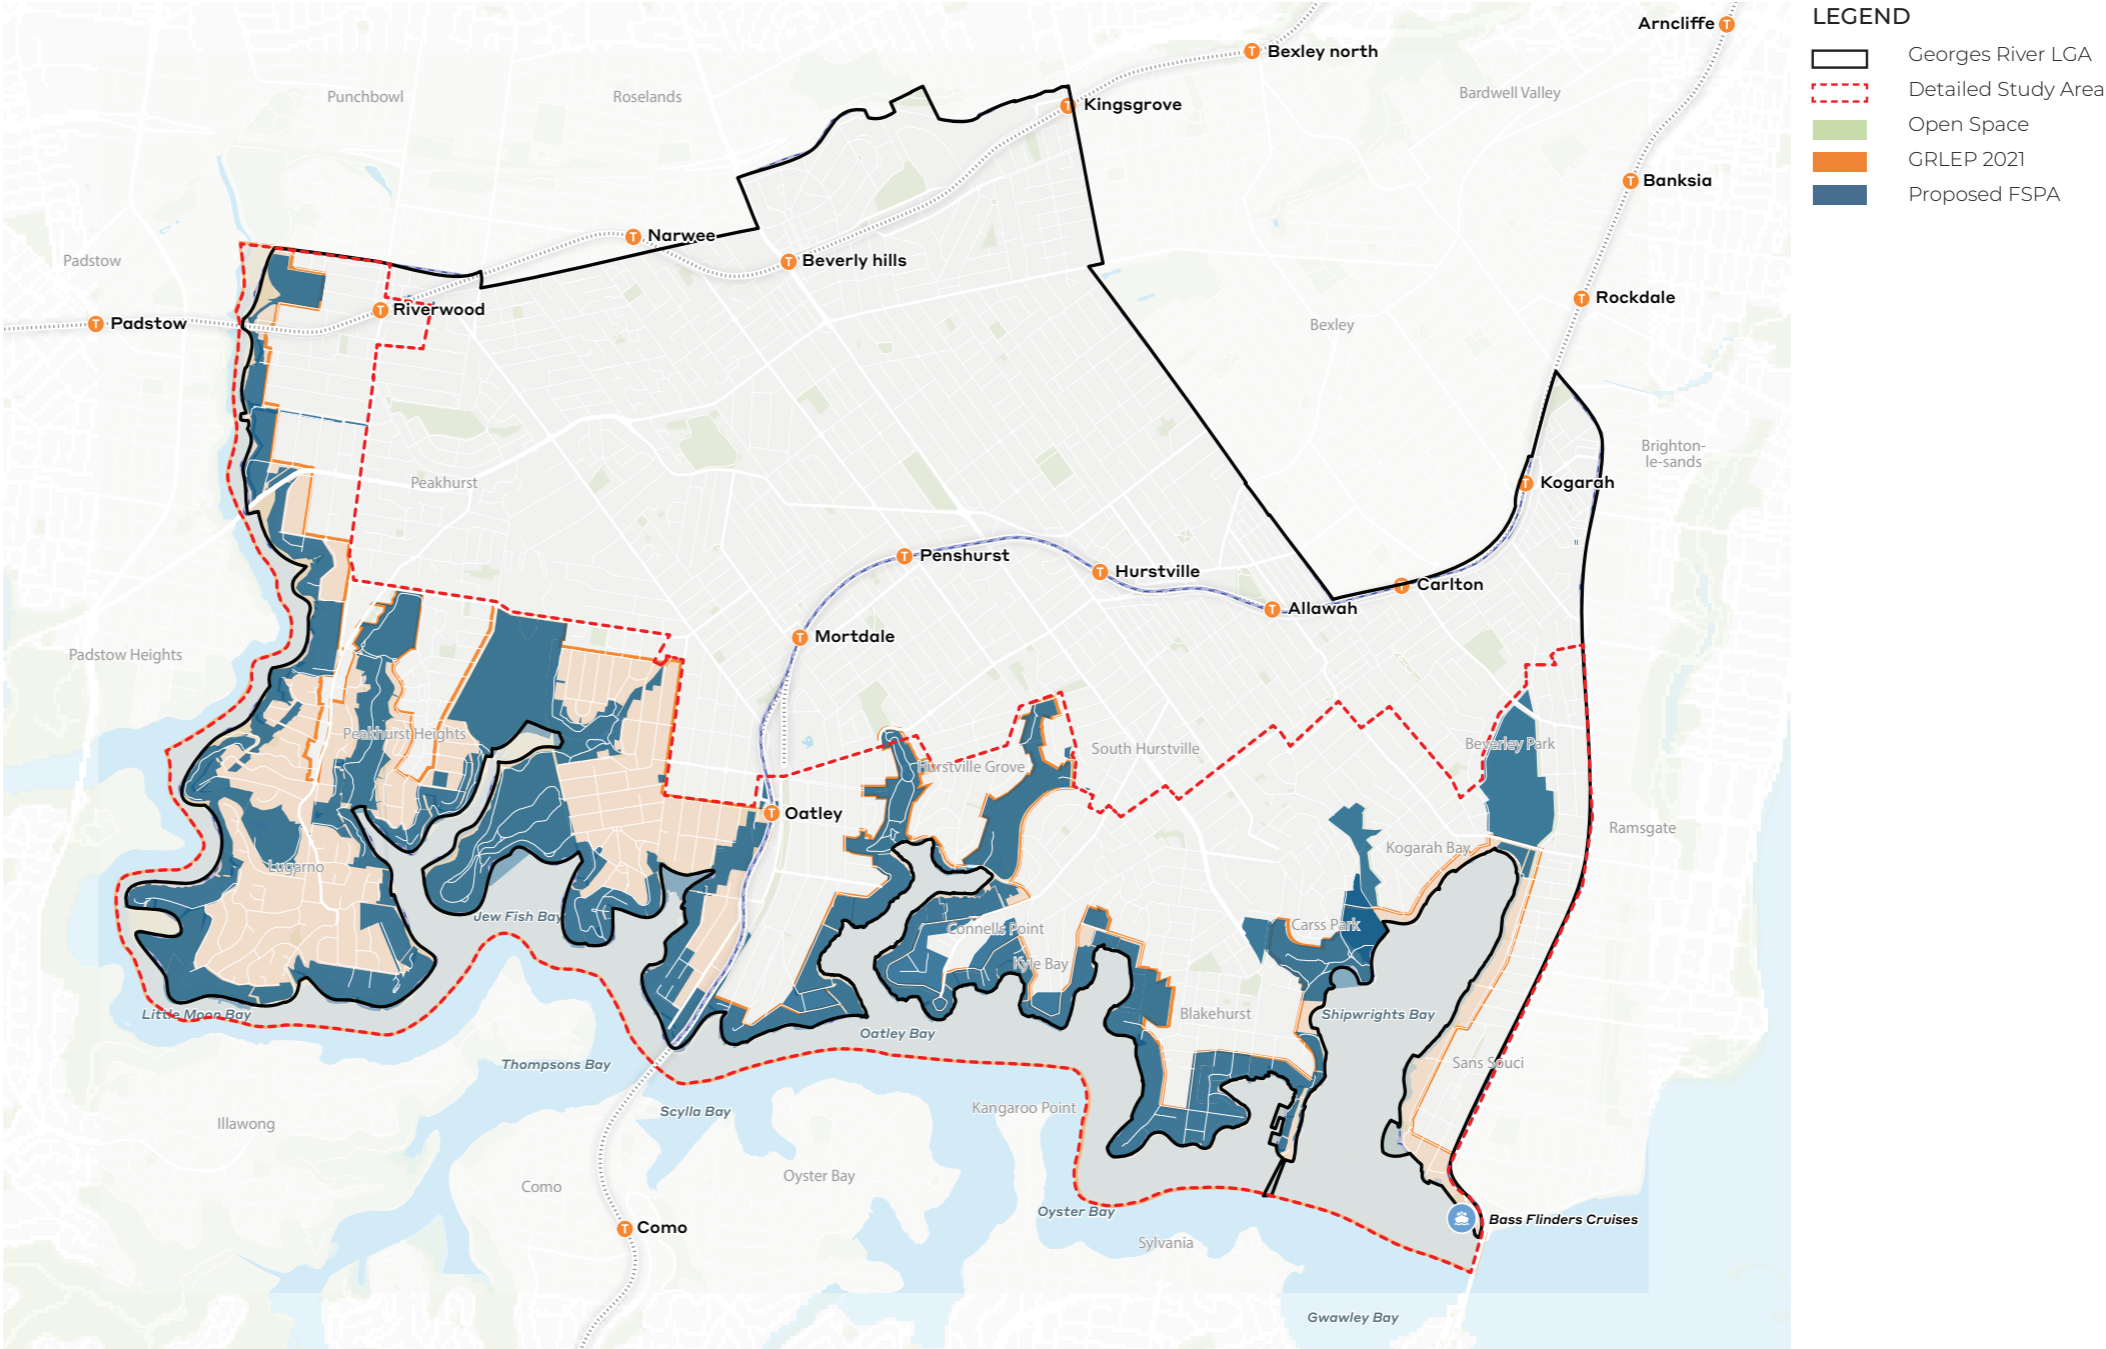 LEGEND
Georges River LGA
Detailed Study Area
Open Space
GRLEP 2021
Proposed FSPA
Arncliffe
Bexley north
Punchbowl
Roselands
Bardwell Valley
Kingsgrove
Banksia
Narwee
Padstow
Beverly hills
Rockdale
Riverwood
Padstow
Bexley
Brighton-
le-sands
Peakhurst
Kogarah
Penshurst
Hurstville
Carlton
Allawah
Mortdale
Padstow Heights
Peakhurst Heights
South Hurstville
Beverley Park
Hurstville Grove
Oatley
Ramsgate
Kogarah Bay
Lugarno
Jew Fish Bay
Connells Point
Carss Park
Kyle Bay
Little Moon Bay
Blakehurst
Shipwrights Bay
Oatley Bay
Thompsons Bay
Sans Souci
Scylla Bay
Kangaroo Point
Illawong
Oyster Bay
Como
Oyster Bay
Bass Flinders Cruises
Como
Sylvania
Gwawley Bay